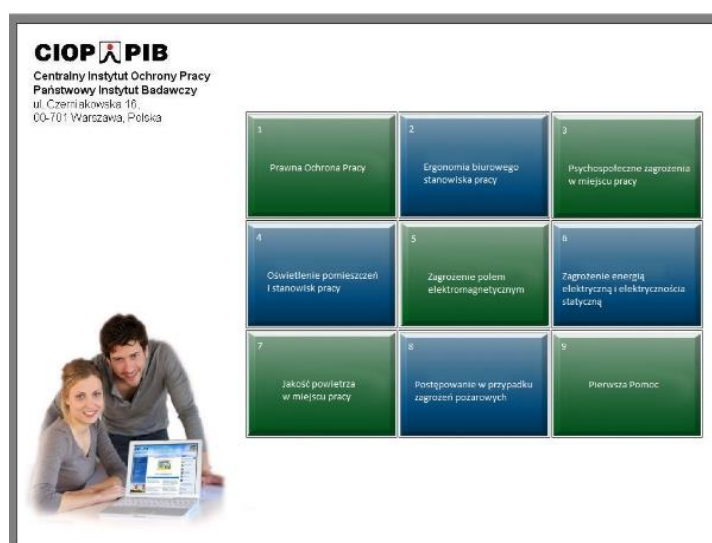 CIOP PIB
Centralny Instytut Ochrony Pracy
Państwowy Instytut Badawczy
ul. Czerniakowska 16,
00-701 Warszawa, Polska
1
Prawna Ochrona Pracy
2
Ergonomia biurowego
stanowiska pracy
3
Psychospołeczne zagrożenia
w miejscu pracy
4
Oświetlenie pomieszczeń
i stanowisk pracy
5
Zagrożenie polem
elektromagnetycznym
6
Zagrożenie energią
elektryczną i elektrycznością
statyczną
7
Jakość powietrza
w miejscu pracy
8
Postępowanie w przypadku
zagrożeń pożarowych
9
Pierwsza Pomoc